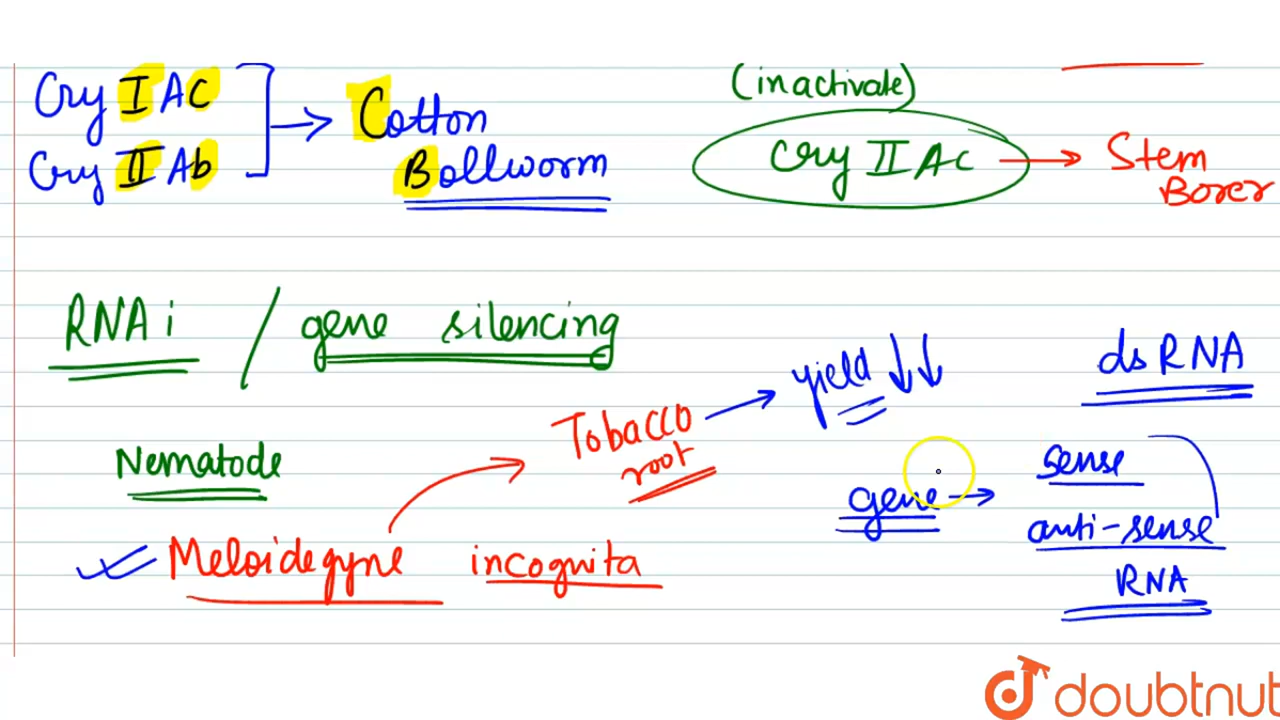 Cry I Ac
Cry II Ab
Cotton
Bollworm
(inactivate)
Cry II Ac
Stem
Borer
RNAi / gene silencing
Nematode
Meloidegyne incognita
Tobacco
root
yield ↓↓
dsRNA
gene
sense
anti-sense
RNA
doubtnut